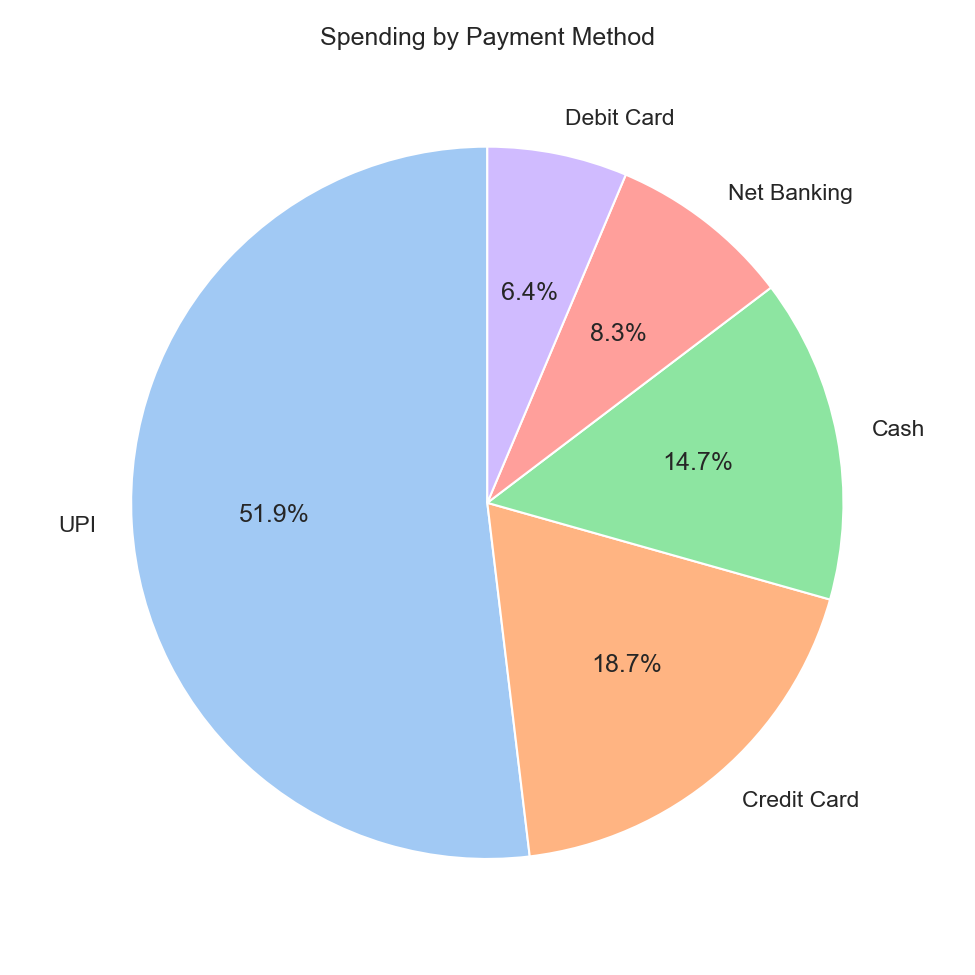 Spending by Payment Method
Debit Card
Net Banking
6.4%
8.3%
Cash
14.7%
51.9%
UPI
18.7%
Credit Card